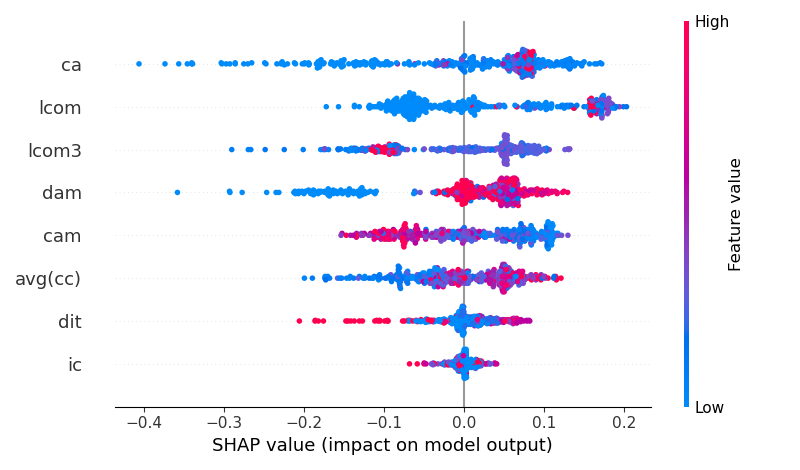 High
ca
lcom
lcom3
dam
cam
avg(cc)
dit
ic
Feature value
Low
−0.4 −0.3 −0.2 −0.1 0.0 0.1 0.2
SHAP value (impact on model output)